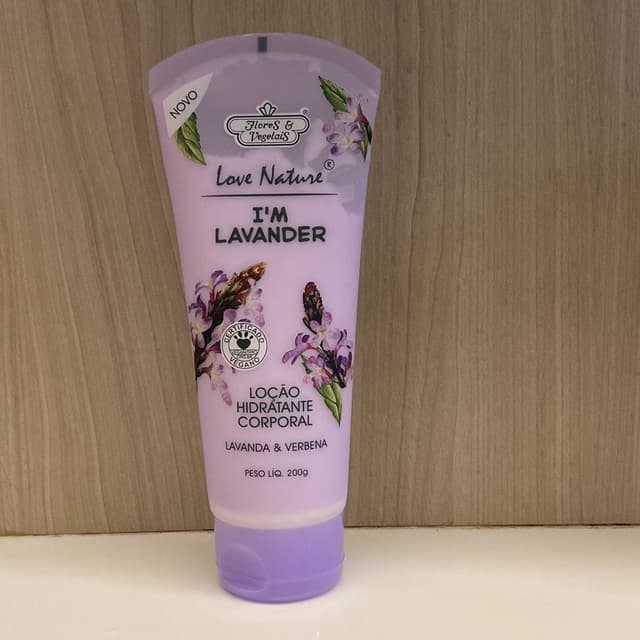 NOVO
Flores &
Vegetais
Love Nature®
I'M
LAVANDER
CERTIFICADO
VEGANO
LOÇÃO
HIDRATANTE
CORPORAL
LAVANDA & VERBENA
PESO LÍQ. 200g